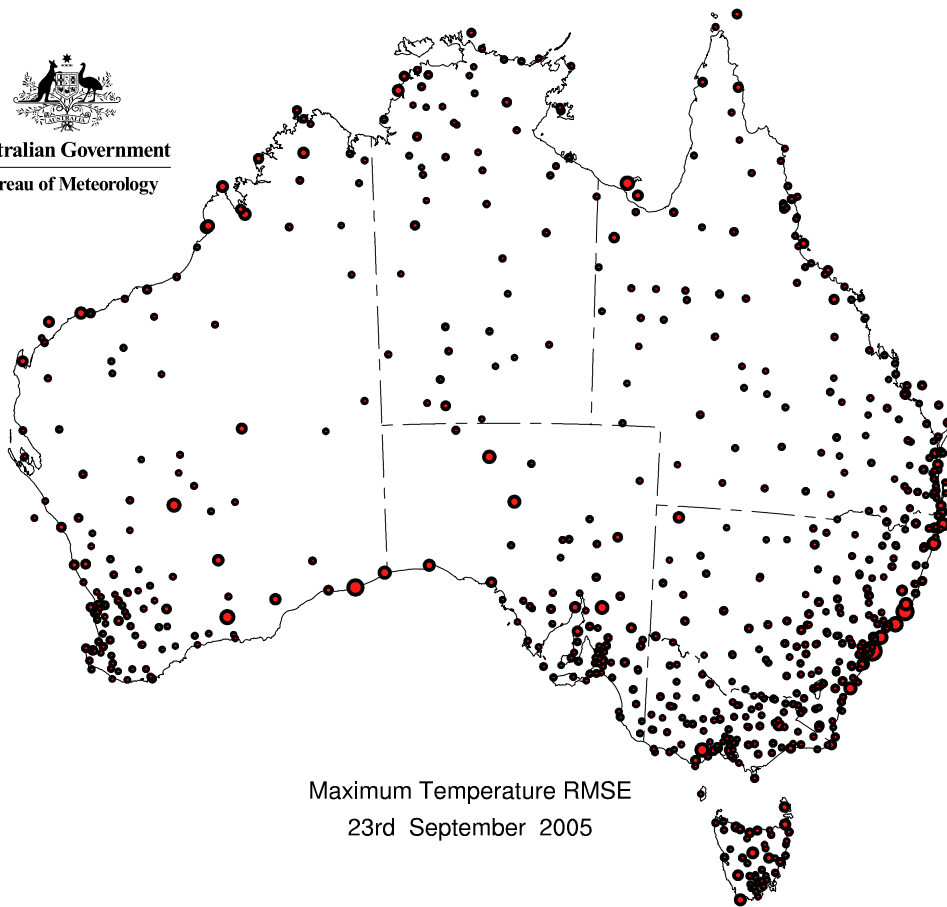 AUSTRALIA
tralian Government
reau of Meteorology
Maximum Temperature RMSE
23rd September 2005